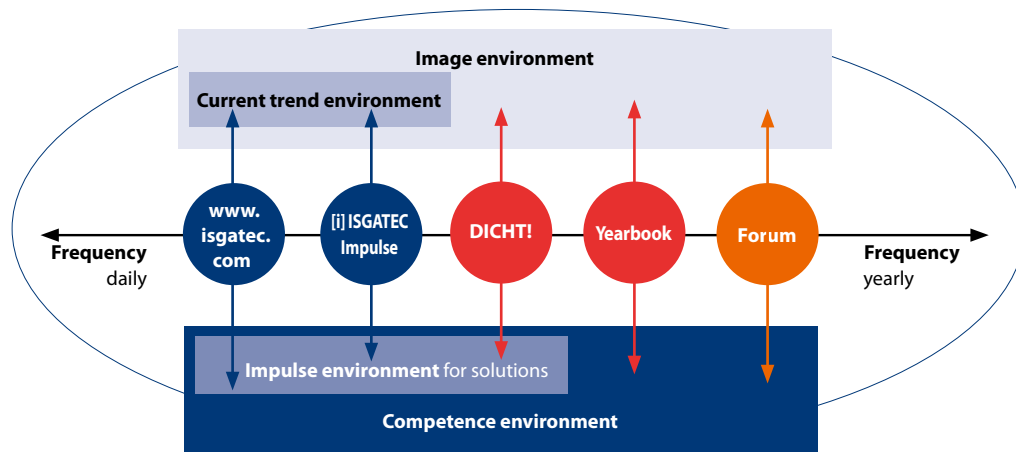 Image environment
Current trend environment
www.
isgatec.
com
[i] ISGATEC
Impulse
DICHT!
Yearbook
Forum
Frequency
daily
Frequency
yearly
Impulse environment for solutions
Competence environment